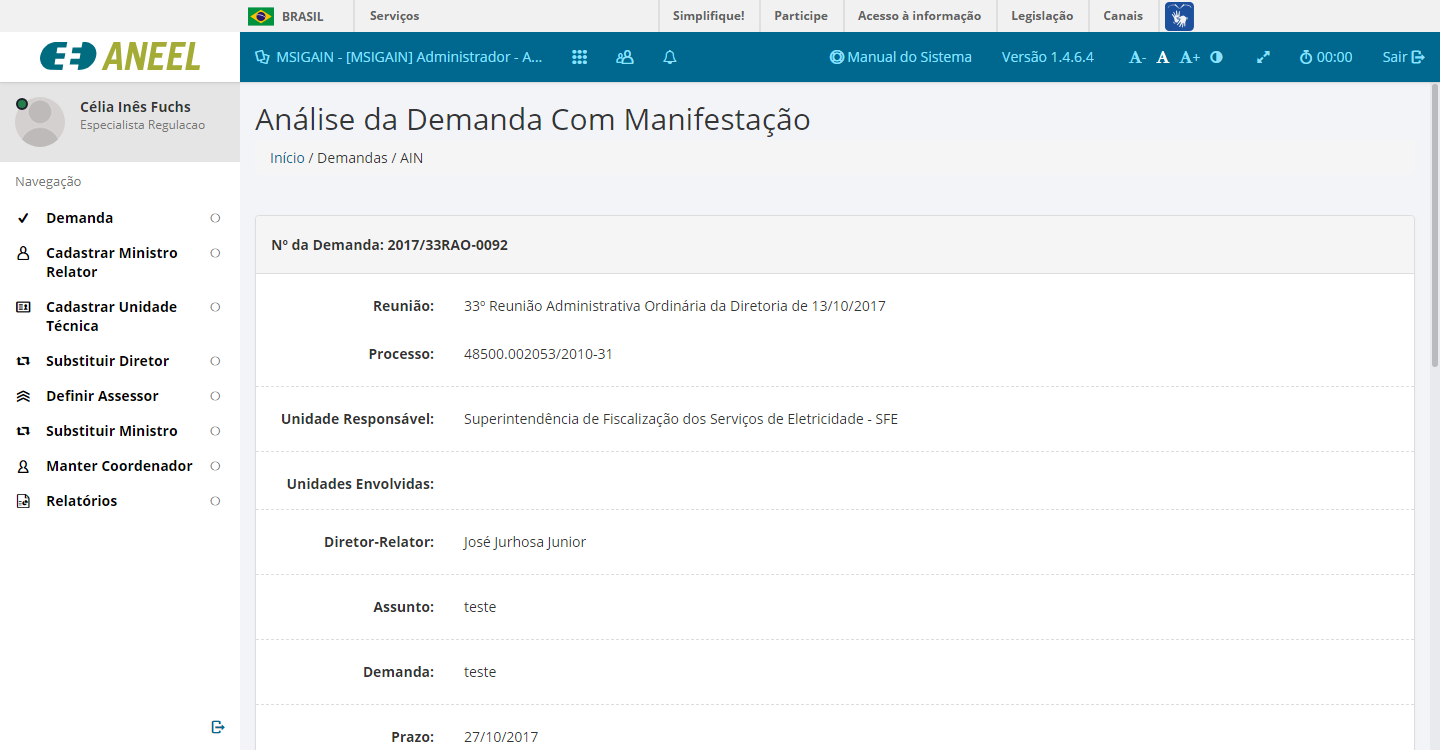 BRASIL Serviços Simplifique! Participe Acesso à informação Legislação Canais
ANEEL
MSIGAIN - [MSIGAIN] Administrador - A... Manual do Sistema Versão 1.4.6.4 A- A A+ 00:00 Sair
Célia Inês Fuchs
Especialista Regulacao
Navegação
Demanda
Cadastrar Ministro
Relator
Cadastrar Unidade
Técnica
Substituir Diretor
Definir Assessor
Substituir Ministro
Manter Coordenador
Relatórios
Análise da Demanda Com Manifestação
Início / Demandas / AIN
Nº da Demanda: 2017/33RAO-0092
Reunião: 33º Reunião Administrativa Ordinária da Diretoria de 13/10/2017
Processo: 48500.002053/2010-31
Unidade Responsável: Superintendência de Fiscalização dos Serviços de Eletricidade - SFE
Unidades Envolvidas:
Diretor-Relator: José Jurhosa Junior
Assunto: teste
Demanda: teste
Prazo: 27/10/2017